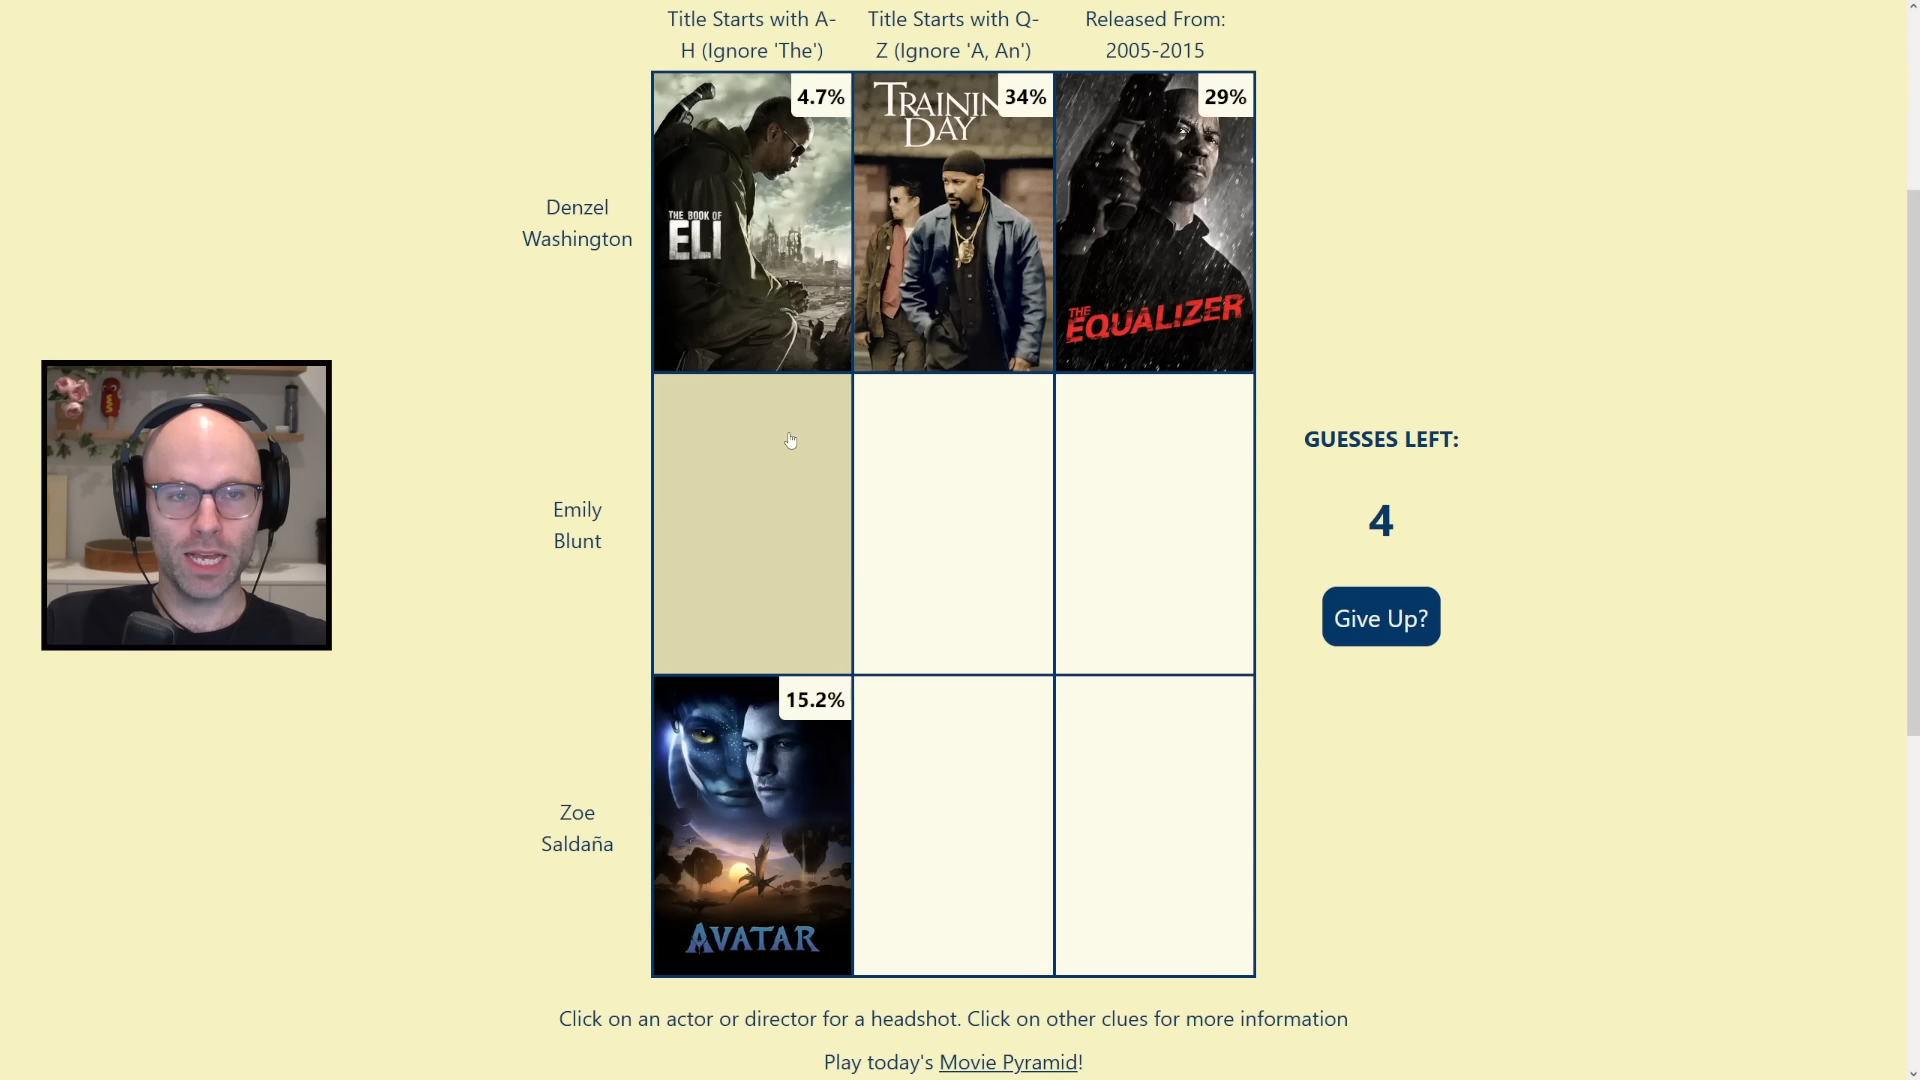 Title Starts with A-
H (Ignore 'The')
Title Starts with Q-
Z (Ignore 'A, An')
Released From:
2005-2015
4.7%
34%
29%
TRAININ
DAY
THE BOOK OF
ELI
THE
EQUALIZER
Denzel
Washington
Emily
Blunt
GUESSES LEFT:
4
Give Up?
15.2%
AVATAR
Zoe
Saldaña
Click on an actor or director for a headshot. Click on other clues for more information
Play today's Movie Pyramid!